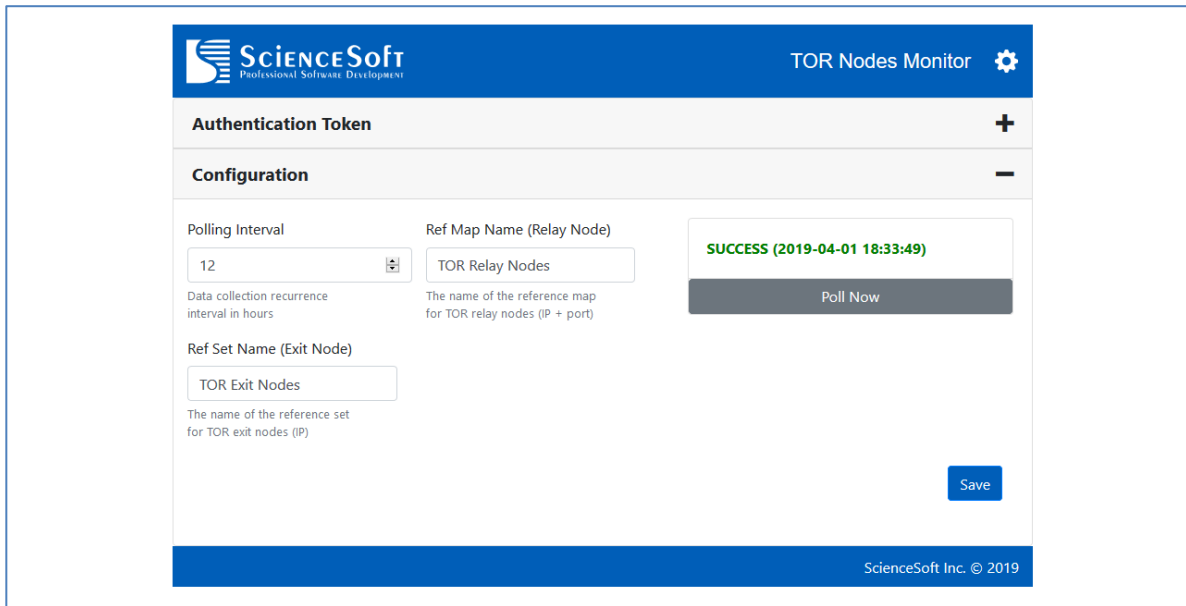 ScienceSoft
Professional Software Development
TOR Nodes Monitor
Authentication Token
Configuration
Polling Interval
12
Data collection recurrence
interval in hours
Ref Map Name (Relay Node)
TOR Relay Nodes
The name of the reference map
for TOR relay nodes (IP + port)
SUCCESS (2019-04-01 18:33:49)
Poll Now
Ref Set Name (Exit Node)
TOR Exit Nodes
The name of the reference set
for TOR exit nodes (IP)
Save
ScienceSoft Inc. © 2019